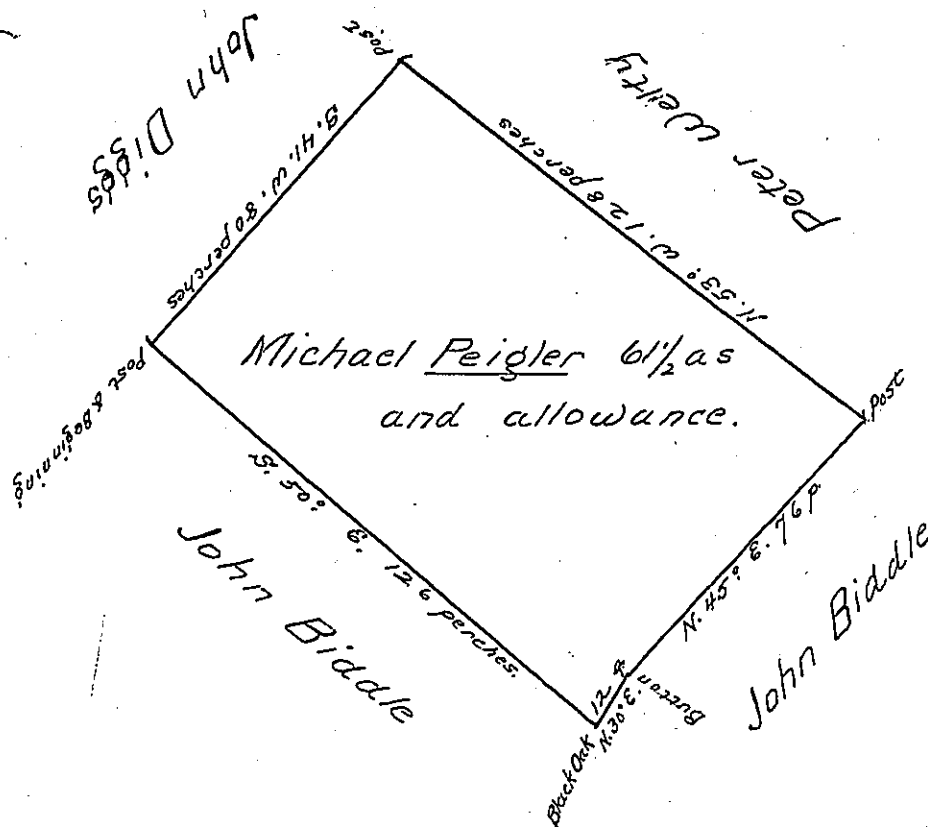 John Diggs
Post
Peter Welty
S. 41. W. 80 perches
N. 53° W. 128 perches
Michael Peigler 61½ as
and allowance.
Post
Post & Beginning
S. 50° E. 126 perches.
N. 45° E. 76 p.
John Biddle
John Biddle
12 p.
N. 30° E.
Button
Black Oak